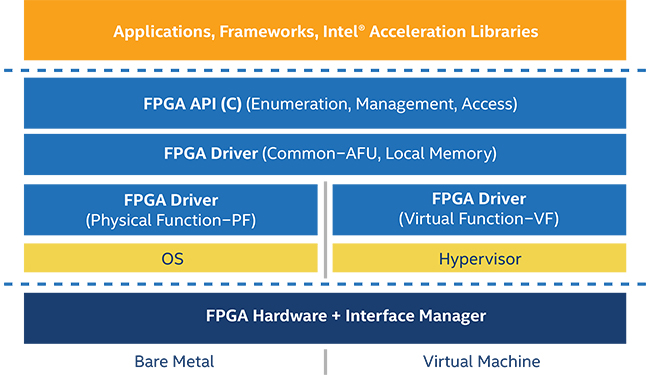 Applications, Frameworks, Intel® Acceleration Libraries
FPGA API (C) (Enumeration, Management, Access)
FPGA Driver (Common–AFU, Local Memory)
FPGA Driver
(Physical Function–PF)
FPGA Driver
(Virtual Function–VF)
OS
Hypervisor
FPGA Hardware + Interface Manager
Bare Metal
Virtual Machine